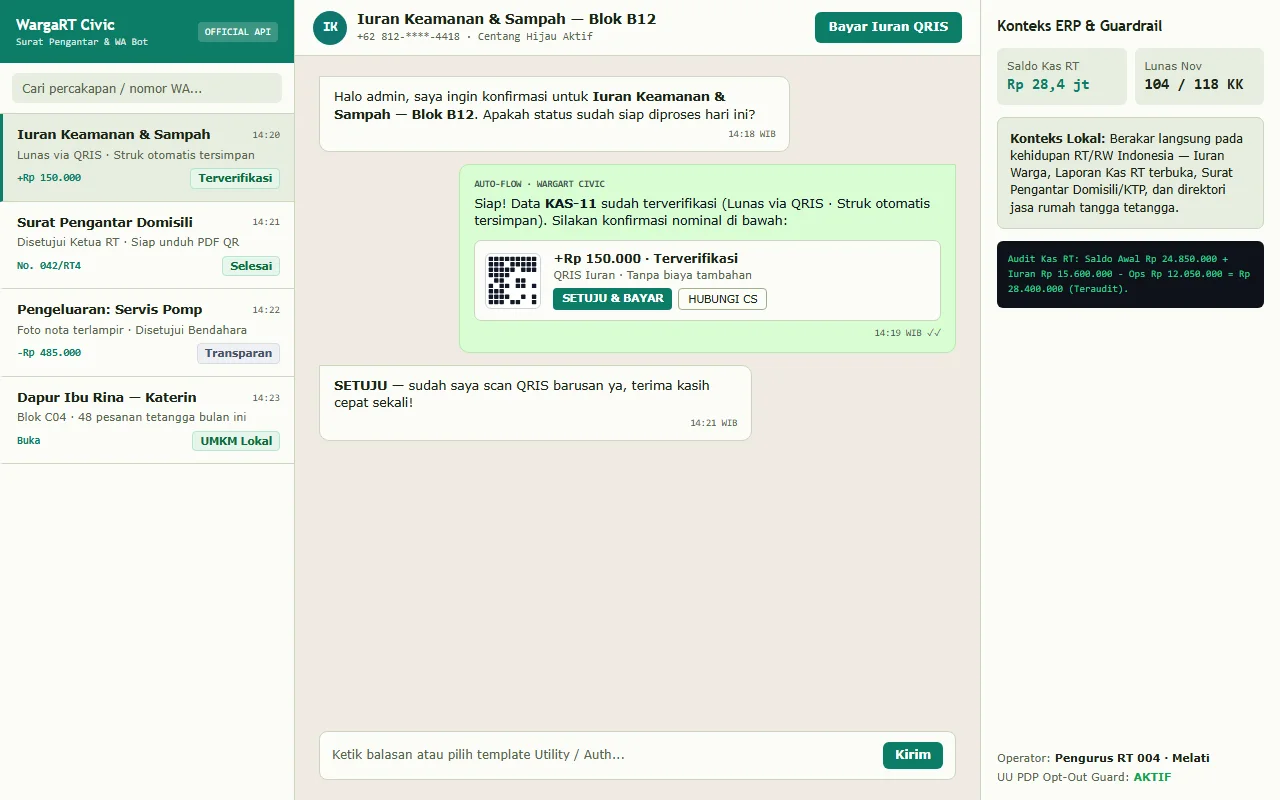 WargaRT Civic
Surat Pengantar & WA Bot
OFFICIAL API
Cari percakapan / nomor WA...
Iuran Keamanan & Sampah
14:20
Lunas via QRIS · Struk otomatis tersimpan
+Rp 150.000
Terverifikasi
Surat Pengantar Domisili
14:21
Disetujui Ketua RT · Siap unduh PDF QR
No. 042/RT4
Selesai
Pengeluaran: Servis Pomp
14:22
Foto nota terlampir · Disetujui Bendahara
-Rp 485.000
Transparan
Dapur Ibu Rina — Katerin
14:23
Blok C04 · 48 pesanan tetangga bulan ini
Buka
UMKM Lokal
IK
Iuran Keamanan & Sampah — Blok B12
+62 812-****-4418 · Centang Hijau Aktif
Bayar Iuran QRIS
Halo admin, saya ingin konfirmasi untuk Iuran Keamanan &
Sampah — Blok B12. Apakah status sudah siap diproses hari ini?
14:18 WIB
AUTO-FLOW · WARGART CIVIC
Siap! Data KAS-11 sudah terverifikasi (Lunas via QRIS · Struk otomatis
tersimpan). Silakan konfirmasi nominal di bawah:
+Rp 150.000 · Terverifikasi
QRIS Iuran · Tanpa biaya tambahan
SETUJU & BAYAR
HUBUNGI CS
14:19 WIB ✓✓
SETUJU — sudah saya scan QRIS barusan ya, terima kasih
cepat sekali!
14:21 WIB
Ketik balasan atau pilih template Utility / Auth...
Kirim
Konteks ERP & Guardrail
Saldo Kas RT
Rp 28,4 jt
Lunas Nov
104 / 118 KK
Konteks Lokal: Berakar langsung pada
kehidupan RT/RW Indonesia — Iuran
Warga, Laporan Kas RT terbuka, Surat
Pengantar Domisili/KTP, dan direktori
jasa rumah tangga tetangga.
Audit Kas RT: Saldo Awal Rp 24.850.000 +
Iuran Rp 15.600.000 - Ops Rp 12.050.000 = Rp
28.400.000 (Teraudit).
Operator: Pengurus RT 004 · Melati
UU PDP Opt-Out Guard: AKTIF